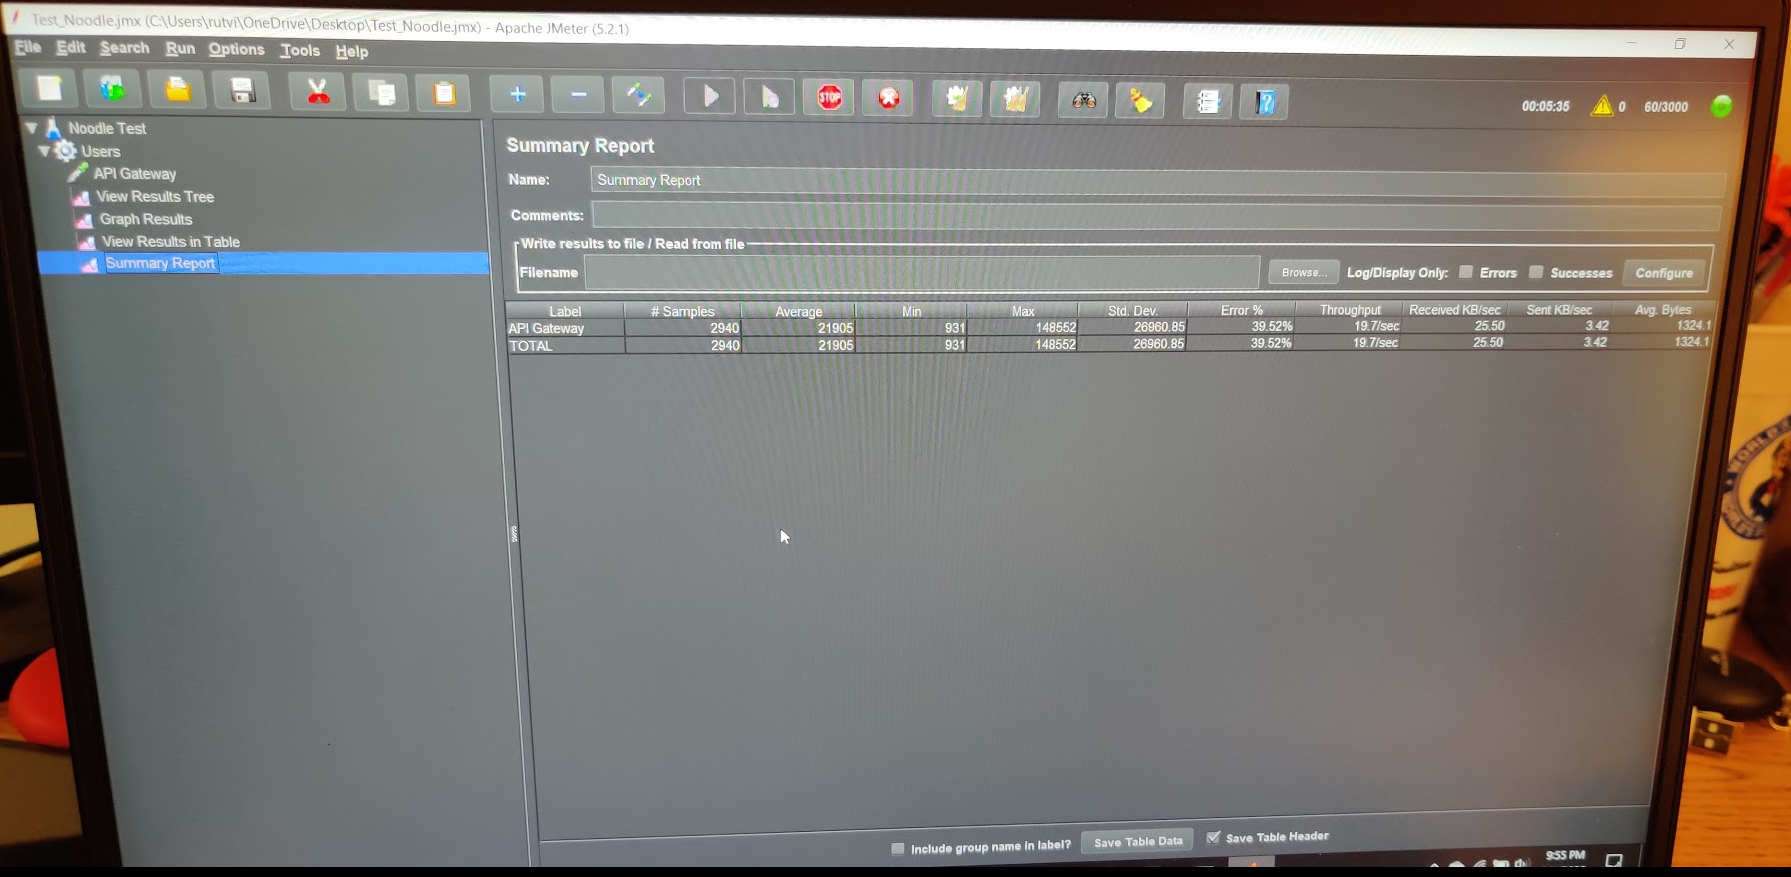 Test_Noodle.jmx (C:\Users\rutvi\OneDrive\Desktop\Test_Noodle.jmx) - Apache JMeter (5.2.1)
File Edit Search Run Options Tools Help
STOP
00:05:35 0 60/3000
Noodle Test
Users
API Gateway
View Results Tree
Graph Results
View Results in Table
Summary Report
Summary Report
Name: Summary Report
Comments:
Write results to file / Read from file
Filename Browse... Log/Display Only: Errors Successes Configure
Label # Samples Average Min Max Std. Dev. Error % Throughput Received KB/sec Sent KB/sec Avg. Bytes
API Gateway 2940 21905 931 148552 26960.85 39.52% 19.7/sec 25.50 3.42 1324.1
TOTAL 2940 21905 931 148552 26960.85 39.52% 19.7/sec 25.50 3.42 1324.1
Include group name in label? Save Table Data Save Table Header
9:55 PM
WORLD'S